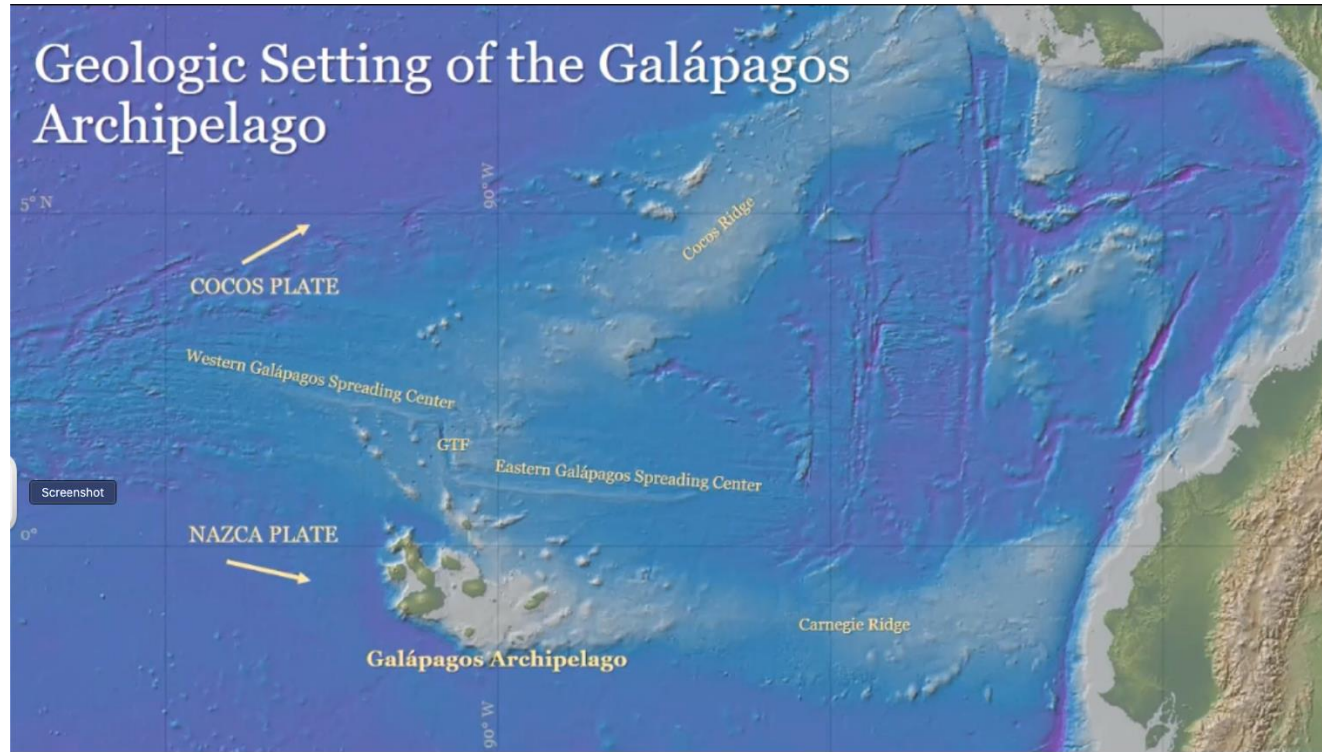 Geologic Setting of the Galápagos
Archipelago
90° W
5° N
Cocos Ridge
COCOS PLATE
Western Galápagos Spreading Center
GTF
Eastern Galápagos Spreading Center
Screenshot
0°
NAZCA PLATE
Carnegie Ridge
Galápagos Archipelago
90° W